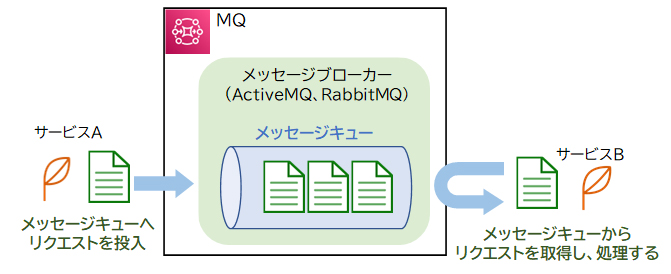 MQ
メッセージブローカー
（ActiveMQ、RabbitMQ）
メッセージキュー
サービスA
メッセージキューへ
リクエストを投入
サービスB
メッセージキューから
リクエストを取得し、処理する